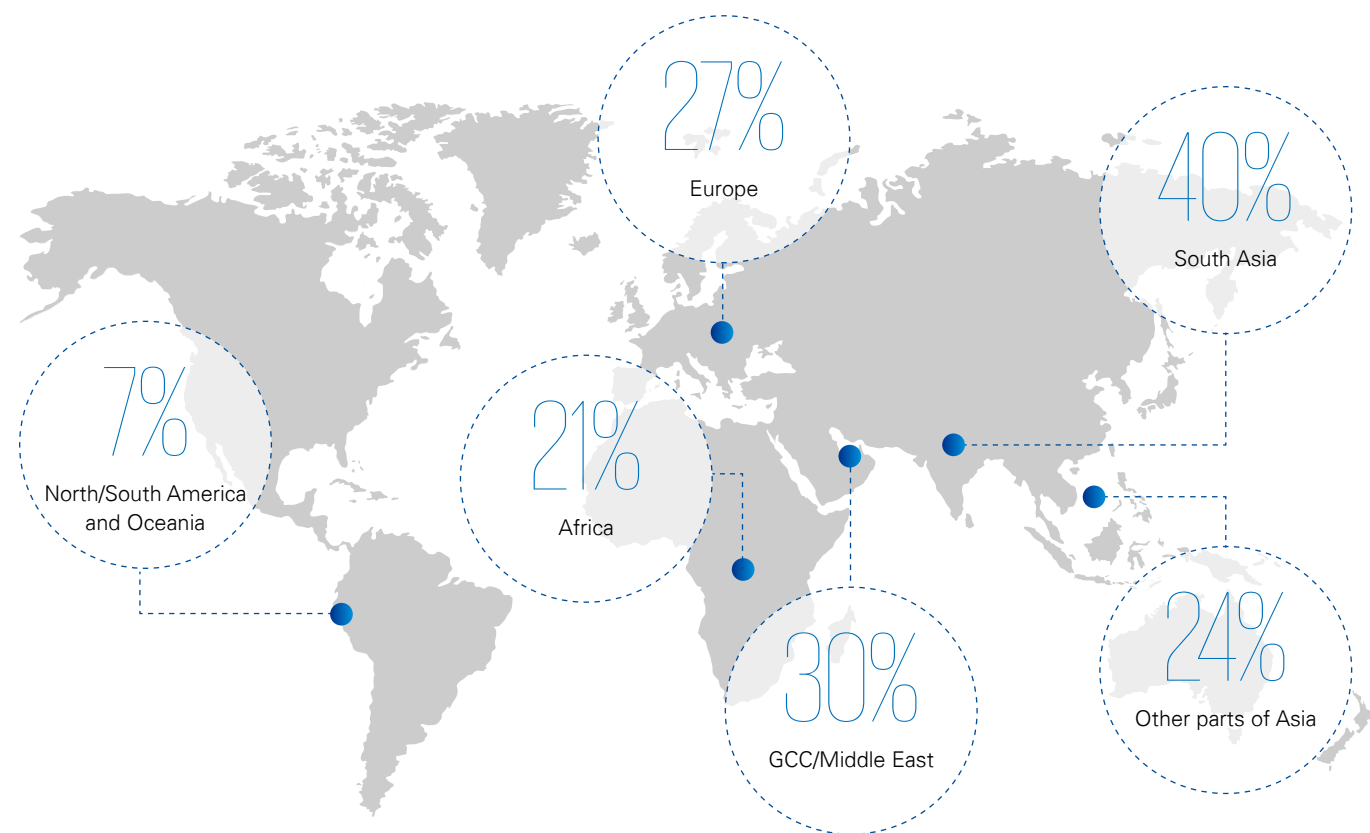 27%
Europe
40%
South Asia
7%
North/South America
and Oceania
21%
Africa
30%
GCC/Middle East
24%
Other parts of Asia